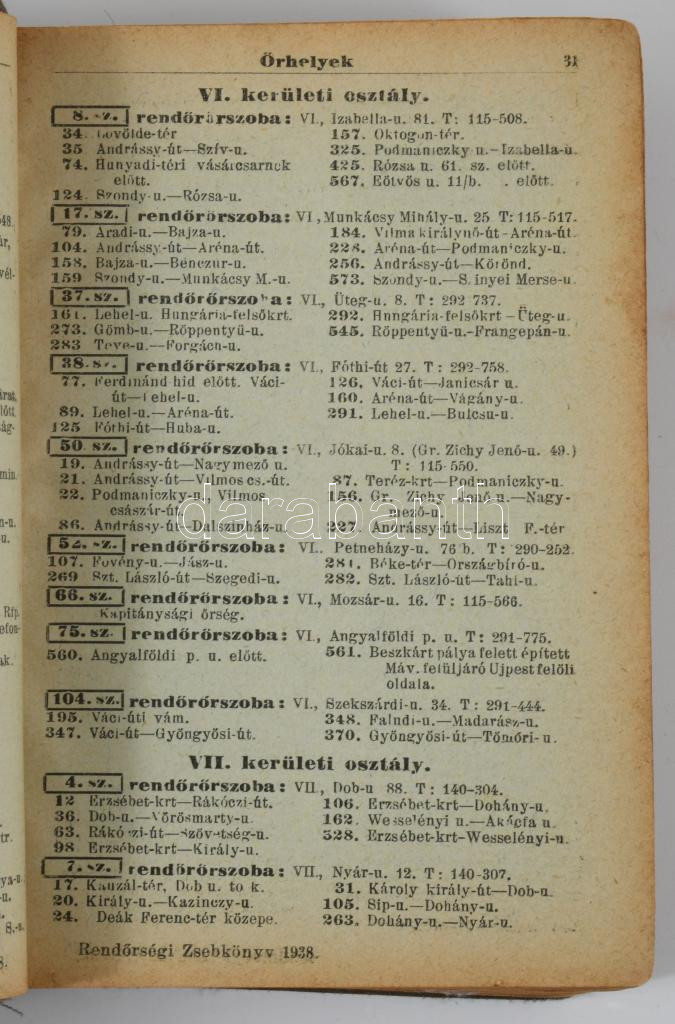 Őrhelyek 31
VI. kerületi osztály.
8. sz. rendőrőrszoba: VI., Izabella-u. 81. T: 115-508.
34. Lövölde-tér
157. Oktogon-tér.
35 Andrássy-út—Szív-u.
325. Podmaniczky-u.-Izabella-u.
74. Hunyadi-téri vásárcsarnok
425. Rózsa u. 61. sz. előtt.
előtt.
567. Eötvös u. 11/b. . előtt.
124. Szondy-u.—Rózsa-u.
17. sz. rendőrőrszoba: VI, Munkácsy Mihály-u. 25 T: 115-517.
79. Aradi-u.—Bajza-u.
184. Vilma királynő-út-Aréna-út
104. Andrássy-út—Aréna-út.
228. Aréna-út—Podmaniczky-u.
158. Bajza-u.—Benczur-u.
256. Andrássy-út—Körönd.
159 Szondy-u.—Munkácsy M.-u.
573. Szondy-u.—S. inyei Merse-u.
37. sz. rendőrőrszoba: VI., Üteg-u. 8. T: 292 737.
161. Lehel-u. Hungária-felsőkrt.
292. Hungária-felsőkrt-Üteg-u.
273. Gömb-u.—Röppentyü-u.
545. Röppentyü-u.-Frangepán-u.
283 Teve-u.—Forgách-u.
38. sz. rendőrőrszoba: VI., Fóthi-út 27. T: 292-758.
77. Ferdinánd hid előtt. Váci-
126. Váci-út—Janicsár u.
út—Lehel-u.
160. Aréna-út—Vágány-u.
89. Lehel-u.—Aréna-út.
291. Lehel-u.—Bulcsu-u.
125 Fóthi-út—Huba-u.
50 sz. rendőrőrszoba: VI., Jókai-u. 8. (Gr. Zichy Jenő-u. 49.)
19. Andrássy-út—Nagymező u.
T: 115-550.
21. Andrássy-út—Vilmos cs.-út.
87. Teréz-krt—Podmaniczky-u.
22. Podmaniczky-u., Vilmos
156. Gr. Zichy Jenő-u.—Nagy-
császár-út.
mező-u.
86. Andrássy-út—Dalszinház-u.
227. Andrássy-út—Liszt F.-tér
darabanth
52. sz. rendőrőrszoba: VI.. Petneházy-u. 76 b. T: 290-252.
107. Föveny-u.—Jász-u.
281. Béke-tér—Országbíró-u.
269 Szt. László-út—Szegedi-u.
282. Szt. László-út—Tahi-u.
66. sz. rendőrőrszoba: VI., Mozsár-u. 16. T: 115-566.
Kapitánysági őrség.
75. sz. rendőrőrszoba: VI., Angyalföldi p. u. T: 291-775.
560. Angyalföldi p. u. előtt.
561. Beszkárt pálya felett épített
Máv. felüljáró Ujpest felőli
oldala.
104. sz. rendőrőrszoba: VI., Szekszárdi-u. 34. T: 291-444.
195. Váci-úti vám.
348. Faludi-u.—Madarász-u.
347. Váci-út—Gyöngyösi-út.
370. Gyöngyösi-út—Tömöri-u.
VII. kerületi osztály.
4. sz. rendőrőrszoba: VII., Dob-u 88. T: 140-304.
12 Erzsébet-krt—Rákóczi-út.
106. Erzsébet-krt—Dohány-u.
36. Dob-u.—Vörösmarty-u.
162. Wesselényi u.—Akácfa u.
63. Rákóczi-út—Szövetség-u.
328. Erzsébet-krt-Wesselényi-u.
98 Erzsébet-krt—Király-u.
7. sz. rendőrőrszoba: VII., Nyár-u. 12. T: 140-307.
17. Kauzál-tér, Dob u. to k.
31. Károly király-út—Dob-u.
20. Király-u.—Kazinczy-u.
105. Sip-u.—Dohány-u.
24. Deák Ferenc-tér közepe.
263. Dohány-u.—Nyár-u.
Rendőrségi Zsebkönyv 1938.